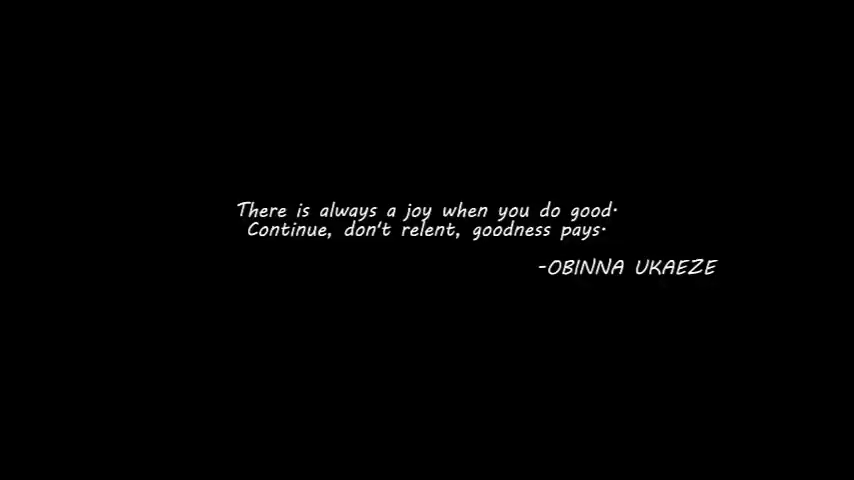 There is always a joy when you do good.
Continue, don't relent, goodness pays.
-OBINNA UKAEZE